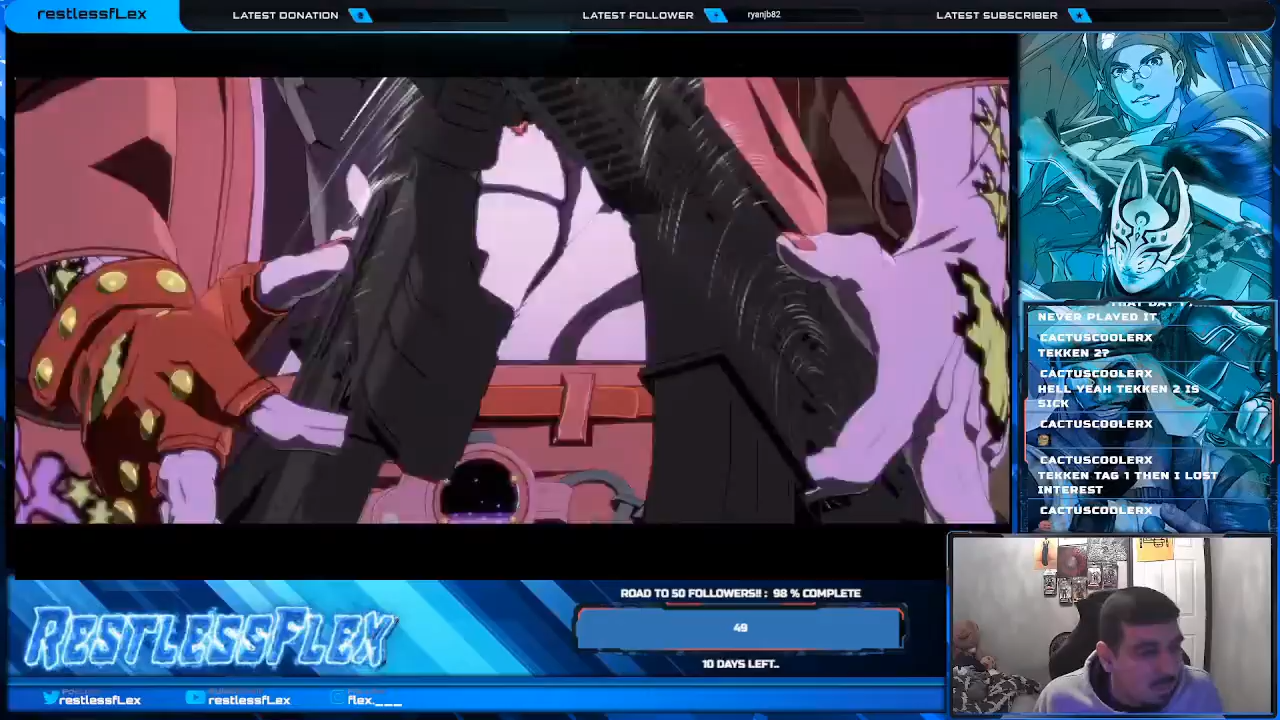 restlessfLex
LATEST DONATION
LATEST FOLLOWER
ryanjb82
LATEST SUBSCRIBER
THAT DAY I
NEVER PLAYED IT
CACTUSCOOLERX
TEKKEN 2?
CACTUSCOOLERX
HELL YEAH TEKKEN 2 IS
SICK
CACTUSCOOLERX
CACTUSCOOLERX
TEKKEN TAG 1 THEN I LOST
INTEREST
CACTUSCOOLERX
ROAD TO 50 FOLLOWERS!! : 98 % COMPLETE
49
10 DAYS LEFT..
RESTLESSFLEX
restlessfLex
restlessfLex
flex.___